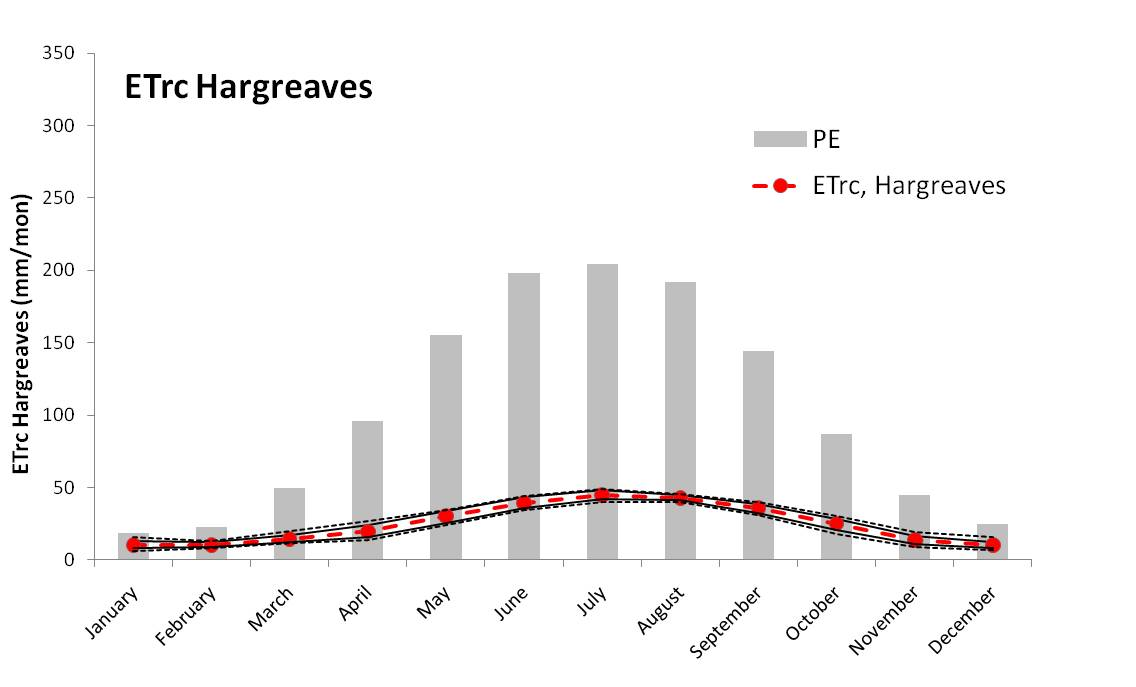 ETrc Hargreaves
PE
ETrc, Hargreaves
ETrc Hargreaves (mm/mon)
350
300
250
200
150
100
50
0
January
February
March
April
May
June
July
August
September
October
November
December